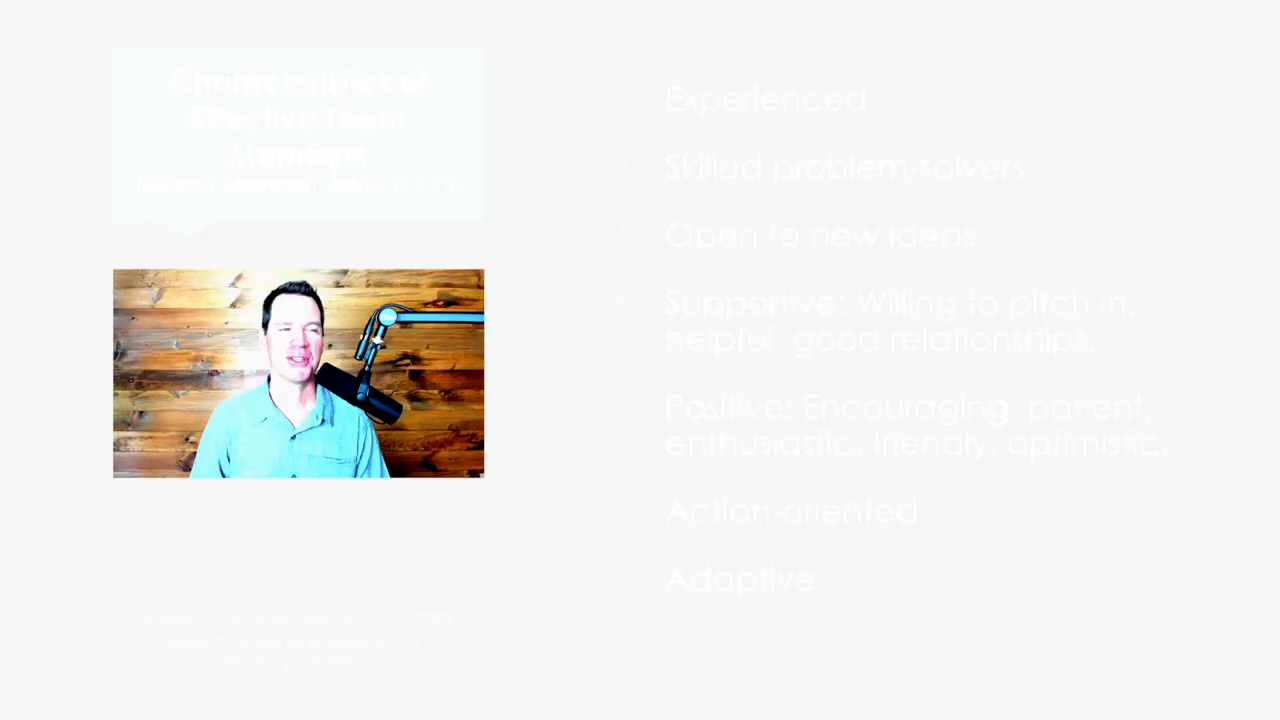 Characteristics of
Effective Team
Members
Experienced
Skilled problem-solvers
Open to new ideas
Supportive: Willing to pitch in,
helpful, good relationships.
Positive: Encouraging, patient,
enthusiastic, friendly, optimistic.
Action-oriented
Adaptive